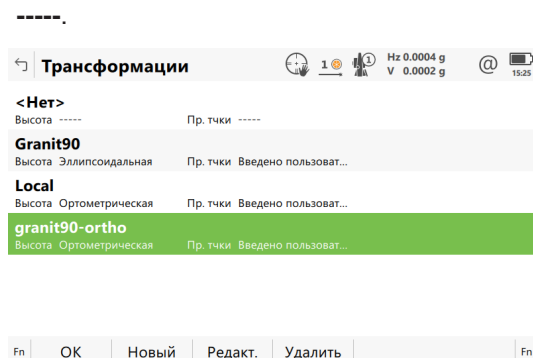 -----.
Трансформации 1 1 Hz 0.0004 g @
V 0.0002 g 15:25
<Нет>
Высота ----- Пр. тчки -----
Granit90
Высота Эллипсоидальная Пр. тчки Введено пользоват...
Local
Высота Ортометрическая Пр. тчки Введено пользоват...
granit90-ortho
Высота Ортометрическая Пр. тчки Введено пользоват...
Fn OK Новый Редакт. Удалить Fn